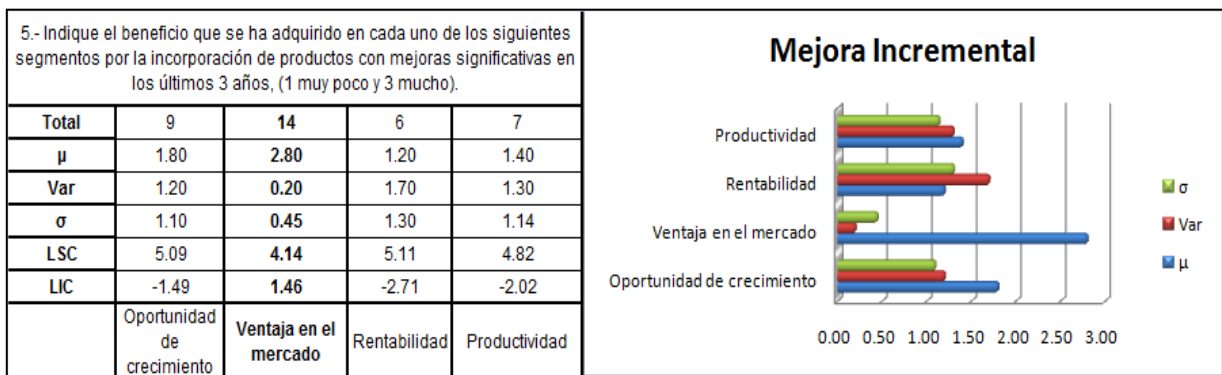 5.- Indique el beneficio que se ha adquirido en cada uno de los siguientes
segmentos por la incorporación de productos con mejoras significativas en
los últimos 3 años, (1 muy poco y 3 mucho).
Total 9 14 6 7
µ 1.80 2.80 1.20 1.40
Var 1.20 0.20 1.70 1.30
σ 1.10 0.45 1.30 1.14
LSC 5.09 4.14 5.11 4.82
LIC -1.49 1.46 -2.71 -2.02
Oportunidad de crecimiento Ventaja en el mercado Rentabilidad Productividad
Mejora Incremental
Productividad
Rentabilidad
Ventaja en el mercado
Oportunidad de crecimiento
0.00 0.50 1.00 1.50 2.00 2.50 3.00
σ
Var
µ